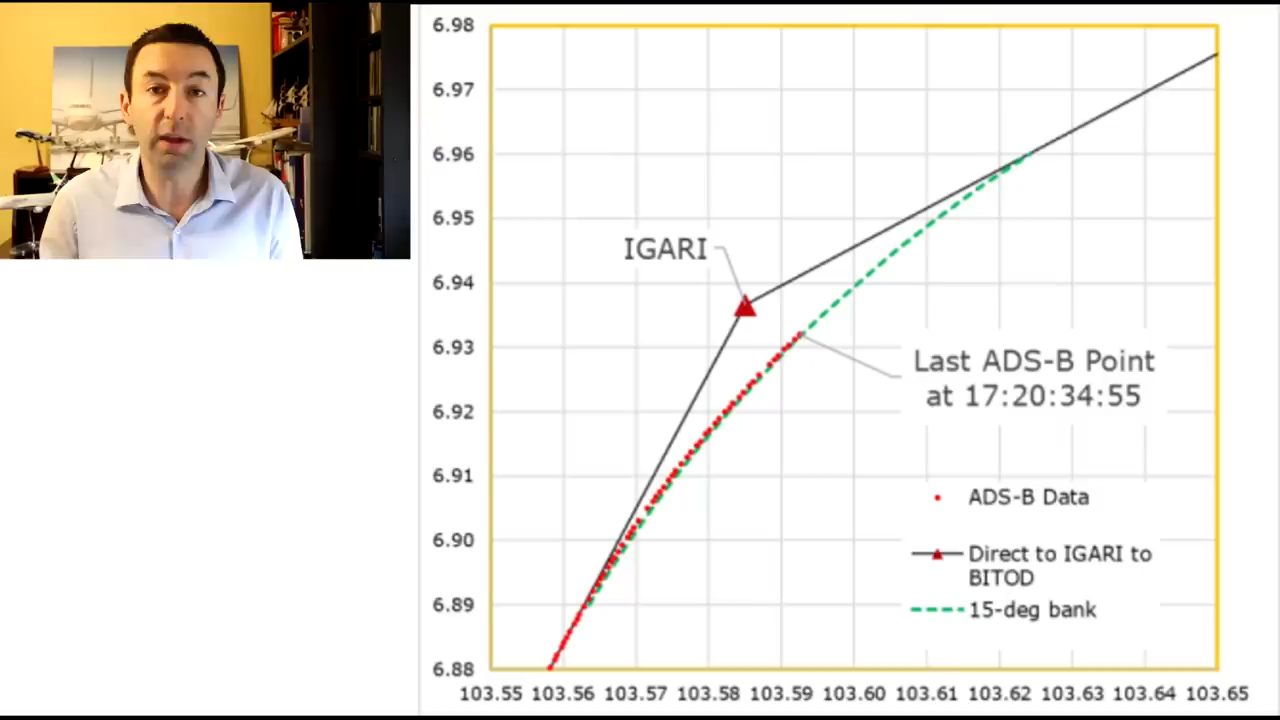 6.98
6.97
6.96
6.95
6.94
6.93
6.92
6.91
6.90
6.89
6.88
IGARI
Last ADS-B Point
at 17:20:34:55
ADS-B Data
Direct to IGARI to
BITOD
15-deg bank
103.55 103.56 103.57 103.58 103.59 103.60 103.61 103.62 103.63 103.64 103.65